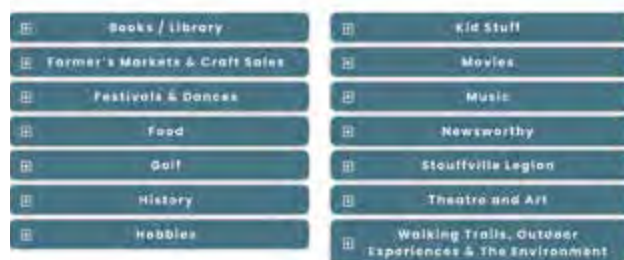 Books / Library
Farmer's Markets & Craft Sales
Festivals & Dances
Food
Golf
History
Hobbies
Kid Stuff
Movies
Music
Newsworthy
Stouffville Legion
Theatre and Art
Walking Trails, Outdoor
Experiences & The Environment